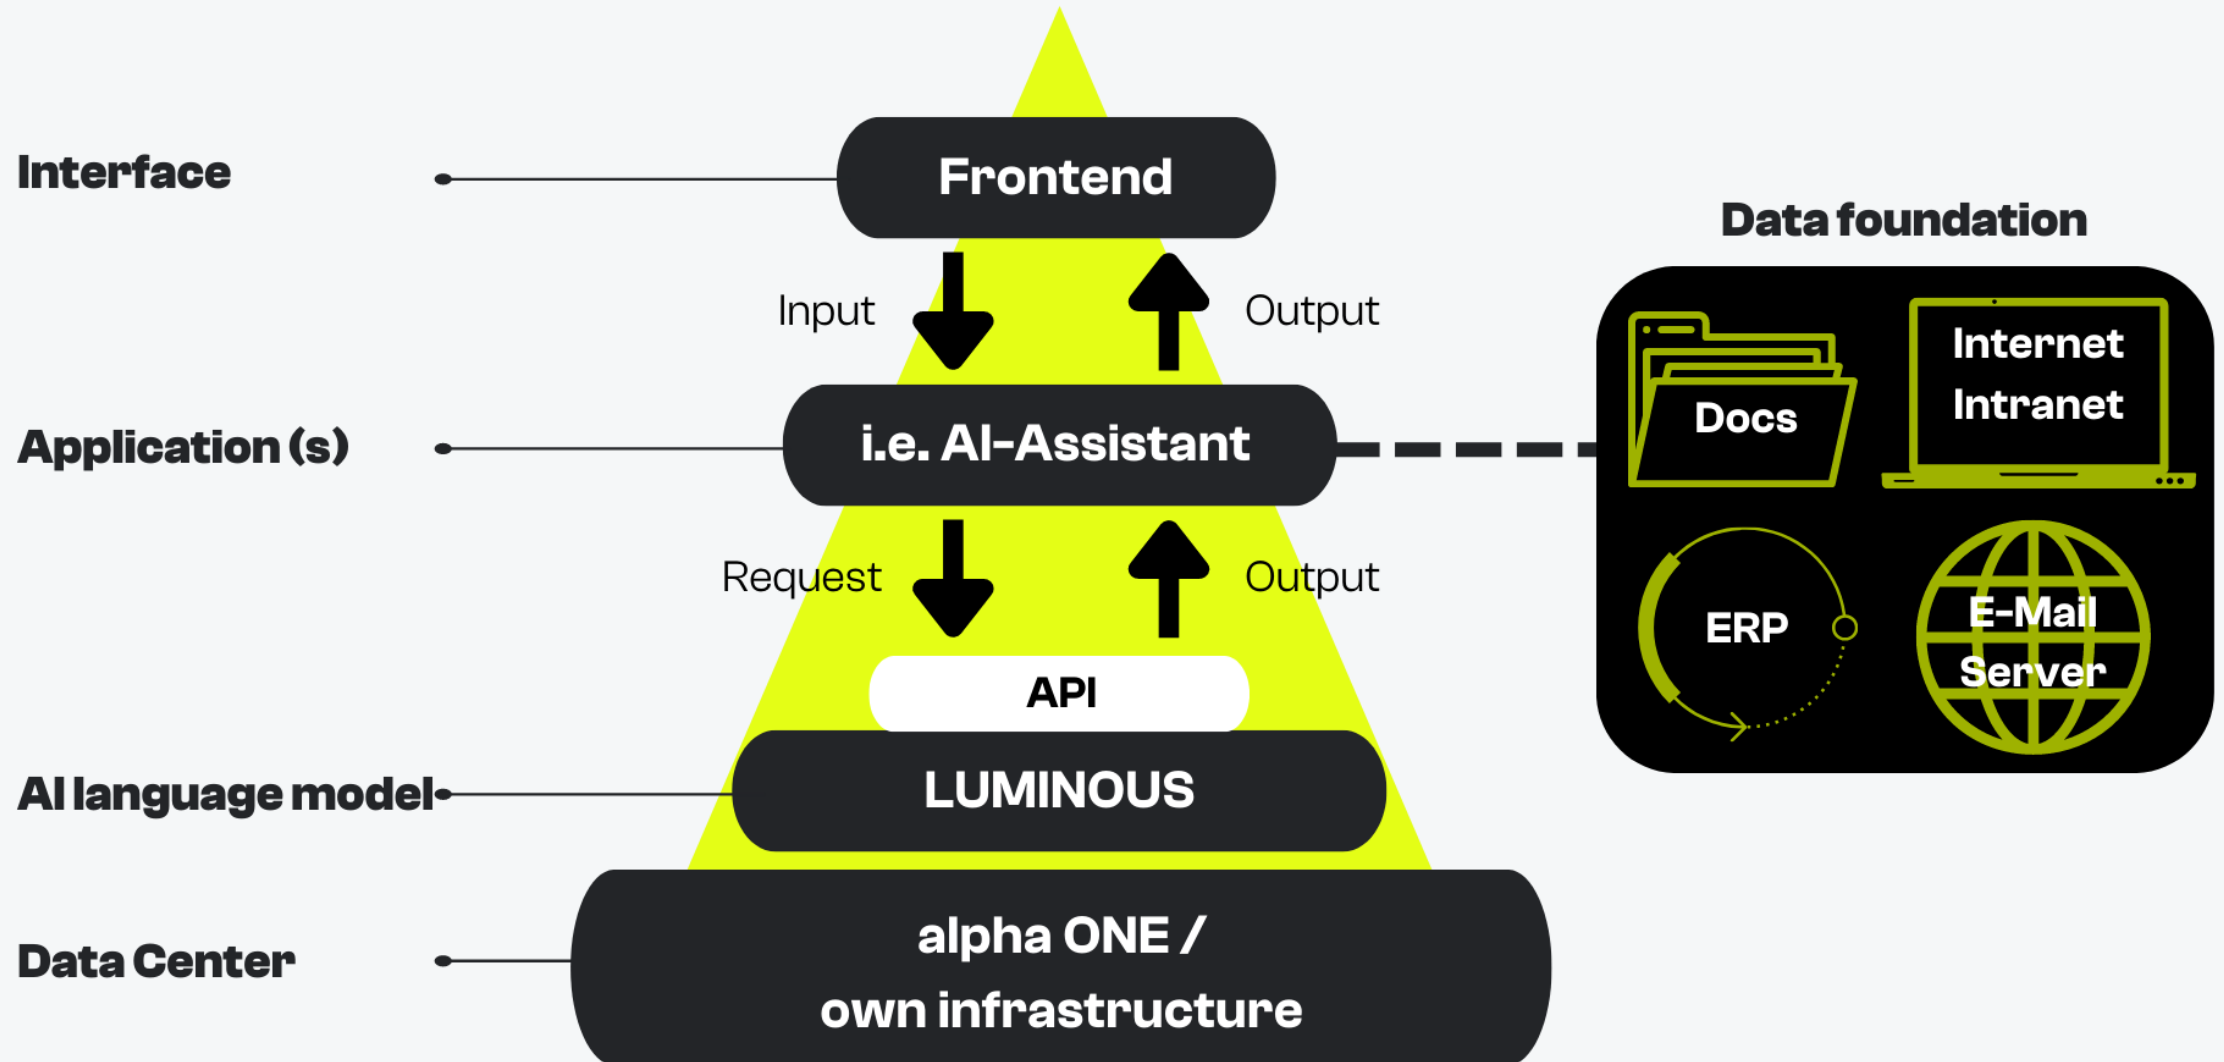 Interface
Frontend
Data foundation
Input
Output
Internet
Intranet
Docs
Application (s)
i.e. AI-Assistant
Request
Output
ERP
E-Mail
Server
API
AI language model
LUMINOUS
Data Center
alpha ONE /
own infrastructure